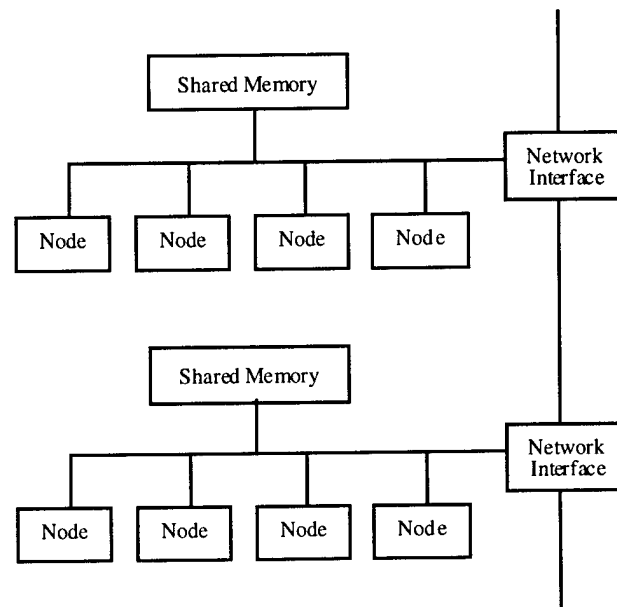 Shared Memory
Network
Interface
Node
Node
Node
Node
Shared Memory
Network
Interface
Node
Node
Node
Node